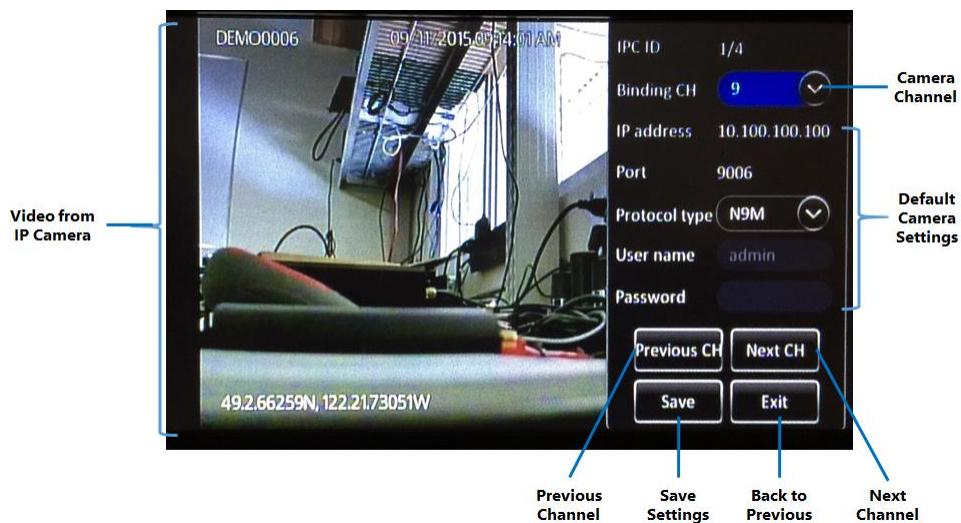 DEMO0006
09/11/2015 09:14:01 AM
IPC ID 1/4
Binding CH 9
Camera
Channel
IP address 10.100.100.100
Port 9006
Protocol type N9M
User name admin
Password
Default
Camera
Settings
Video from
IP Camera
Previous CH
Next CH
Save
Exit
49.2.66259N, 122.21.73051W
Previous
Channel
Save
Settings
Back to
Previous
Next
Channel